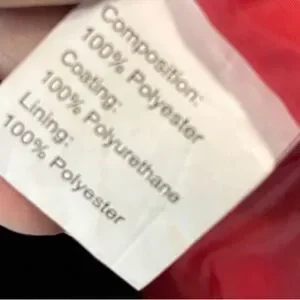 Composition:
100% Polyester
Coating:
100% Polyurethane
Lining:
100% Polyester